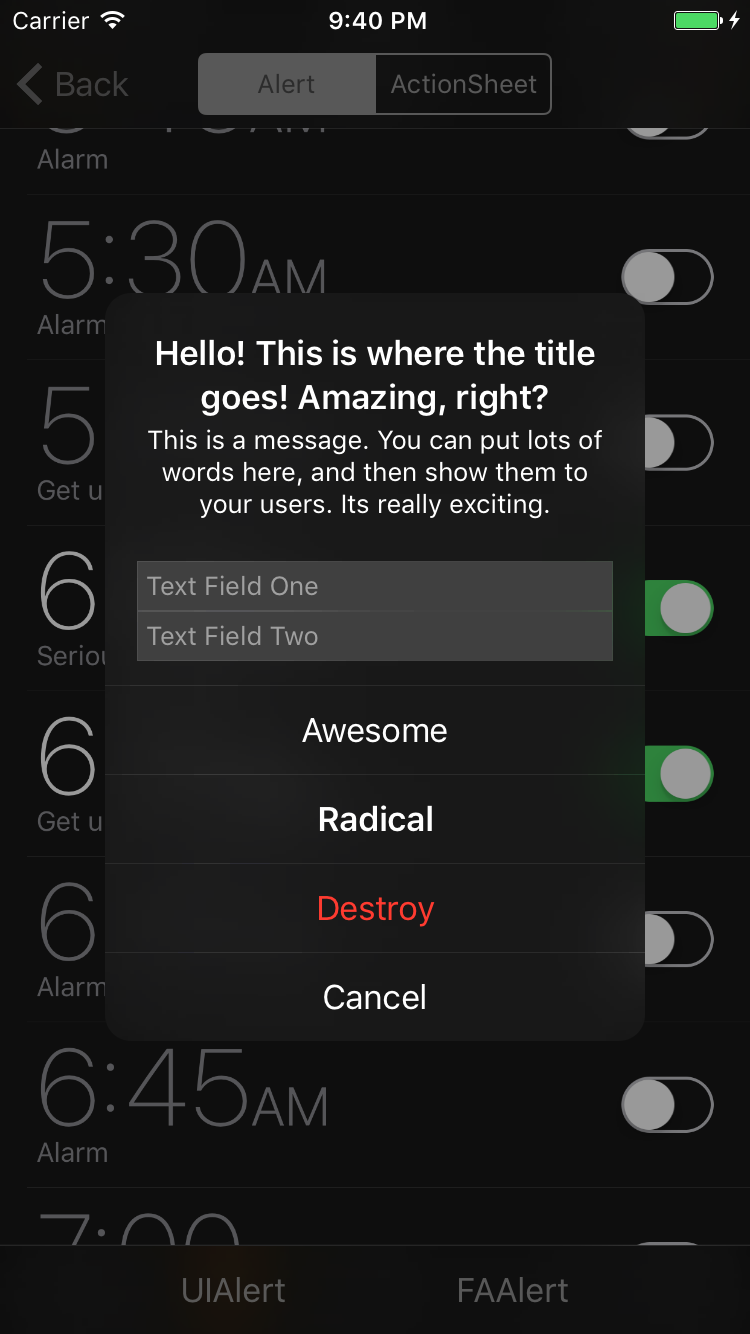 Carrier 9:40 PM
Back Alert ActionSheet
Alarm
5:30AM
Alarm
Hello! This is where the title
goes! Amazing, right?
This is a message. You can put lots of
words here, and then show them to
your users. Its really exciting.
5
Get u
Text Field One
Text Field Two
6
Seriou
Awesome
6
Radical
Get u
Destroy
6
Alarm
Cancel
6:45AM
Alarm
7:00
UIAlert FAAlert